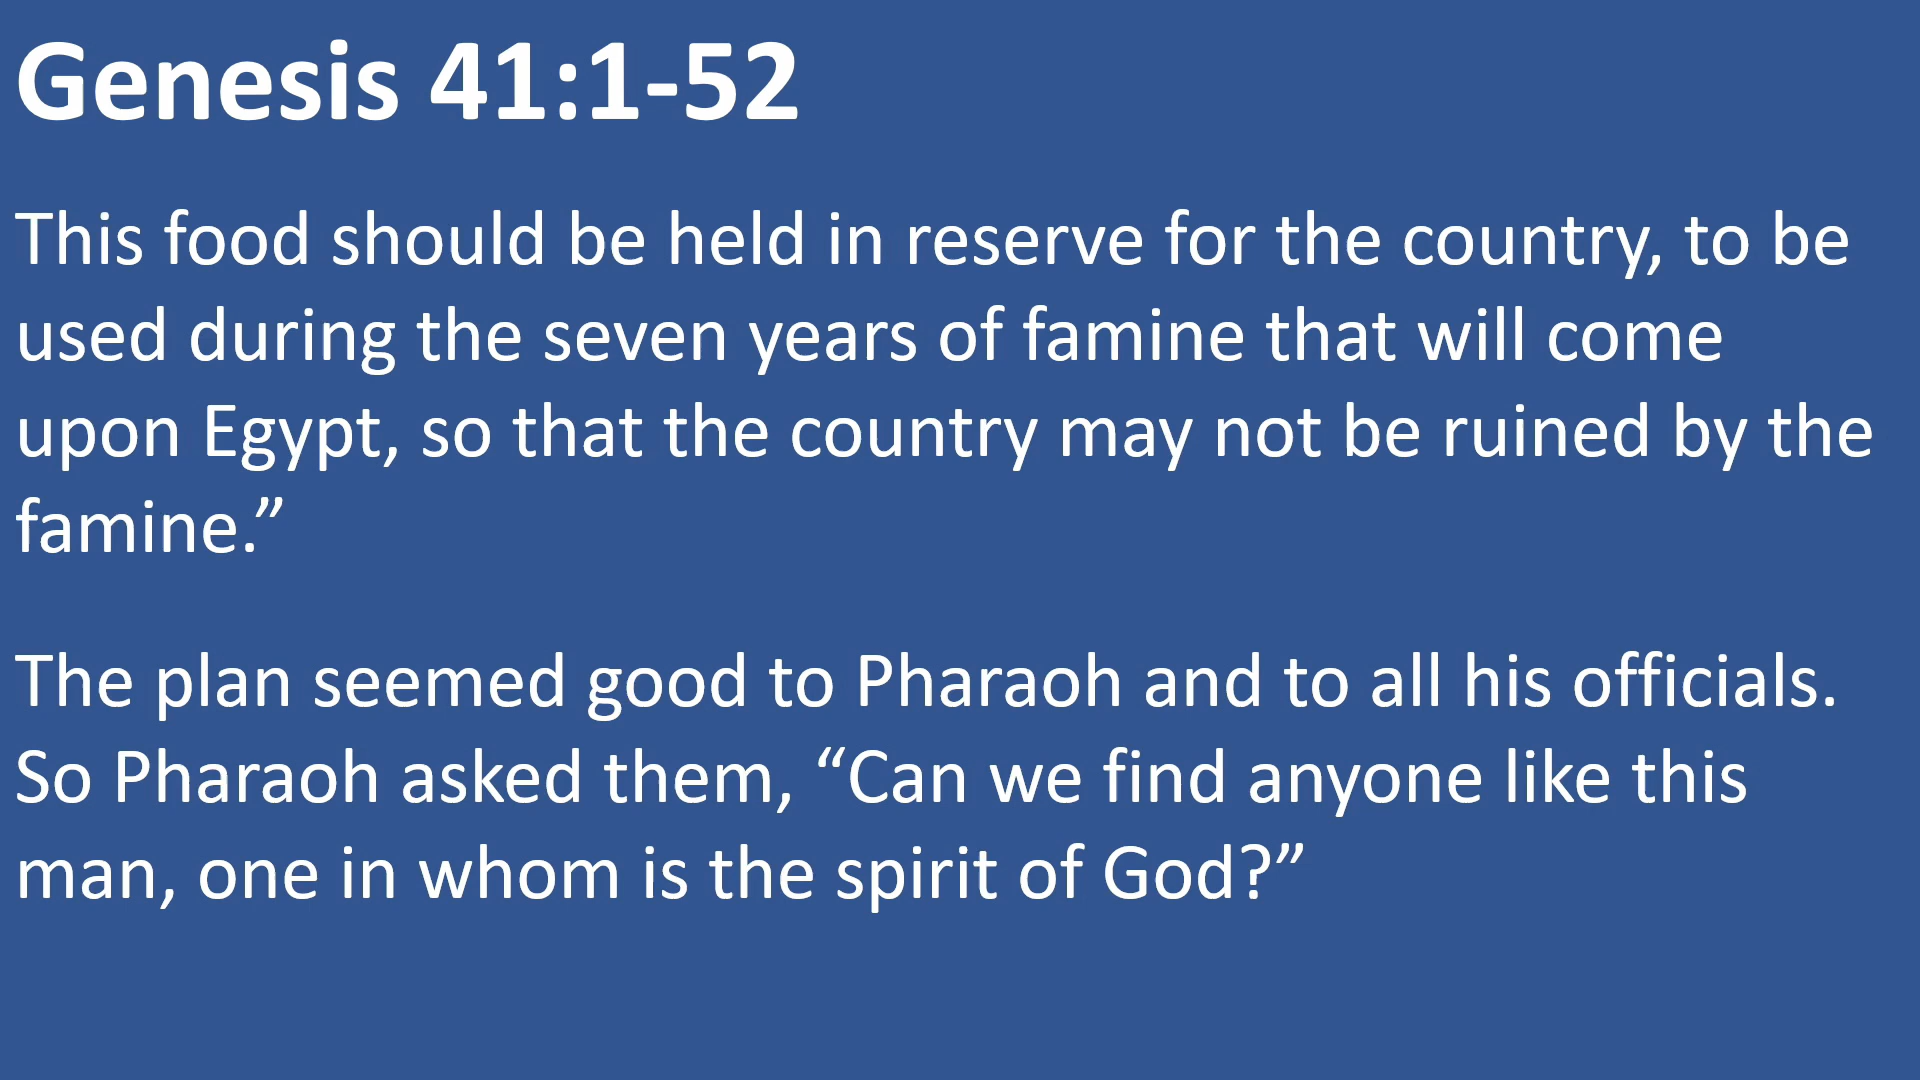 Genesis 41:1-52
This food should be held in reserve for the country, to be
used during the seven years of famine that will come
upon Egypt, so that the country may not be ruined by the
famine.”
The plan seemed good to Pharaoh and to all his officials.
So Pharaoh asked them, “Can we find anyone like this
man, one in whom is the spirit of God?”